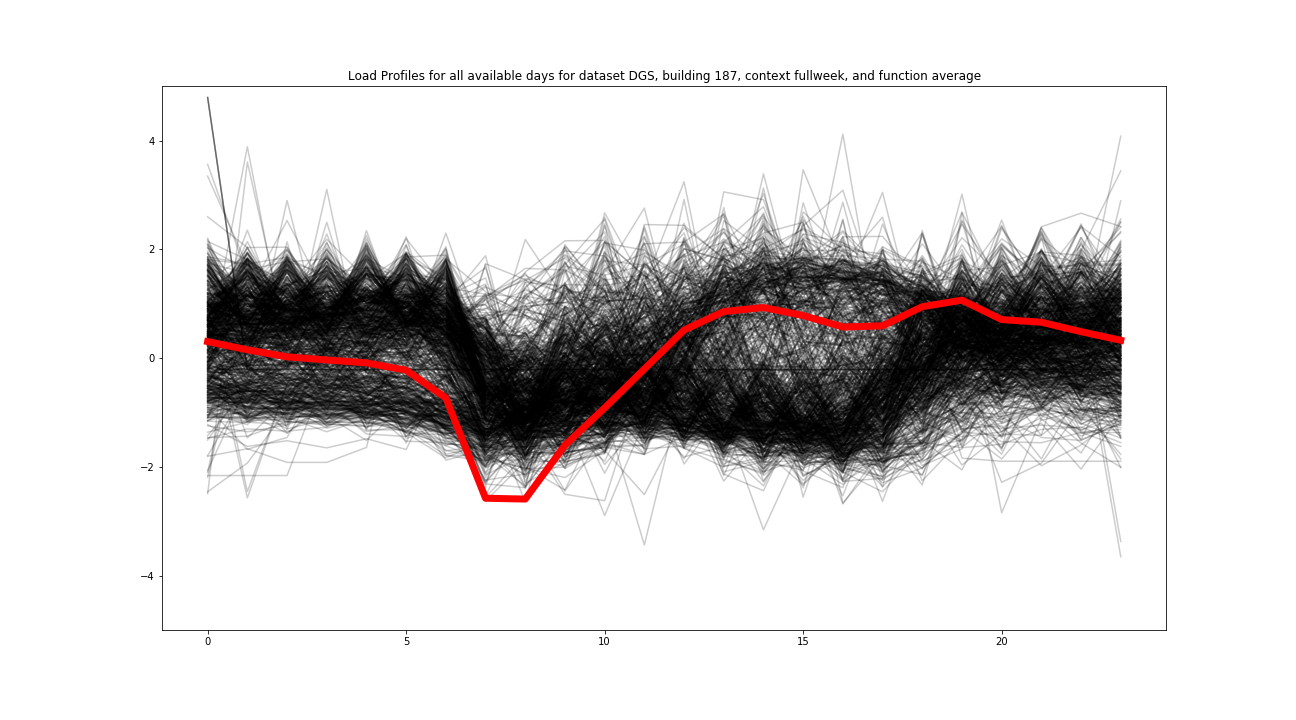 Load Profiles for all available days for dataset DGS, building 187, context fullweek, and function average
4
2
0
−2
−4
0 5 10 15 20